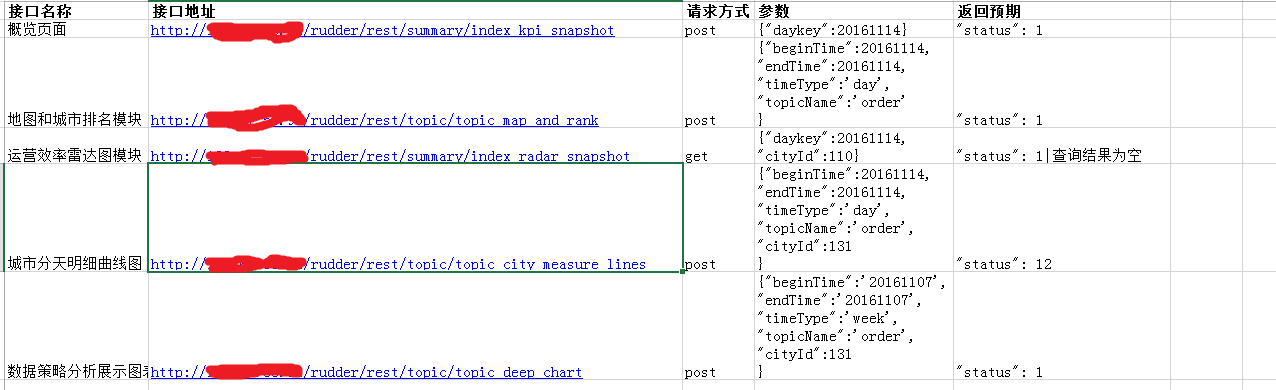 接口名称 接口地址 请求方式 参数 返回预期
概览页面 http:// /rudder/rest/summary/index_kpi_snapshot post {"daykey":20161114} "status": 1
{"beginTime":20161114,
"endTime":20161114,
"timeType":'day',
"topicName":'order'
地图和城市排名模块 http:// /rudder/rest/topic/topic_map_and_rank post } "status": 1
{"daykey":20161114,
运营效率雷达图模块 http:// /rudder/rest/summary/index_radar_snapshot get "cityId":110} "status": 1|查询结果为空
{"beginTime":20161114,
"endTime":20161114,
"timeType":'day',
"topicName":'order',
"cityId":131
城市分天明细曲线图 http:// /rudder/rest/topic/topic_city_measure_lines post } "status": 12
{"beginTime":'20161107',
"endTime":'20161107',
"timeType":'week',
"topicName":'order',
"cityId":131
数据策略分析展示图表 http:// /rudder/rest/topic/topic_deep_chart post } "status": 1